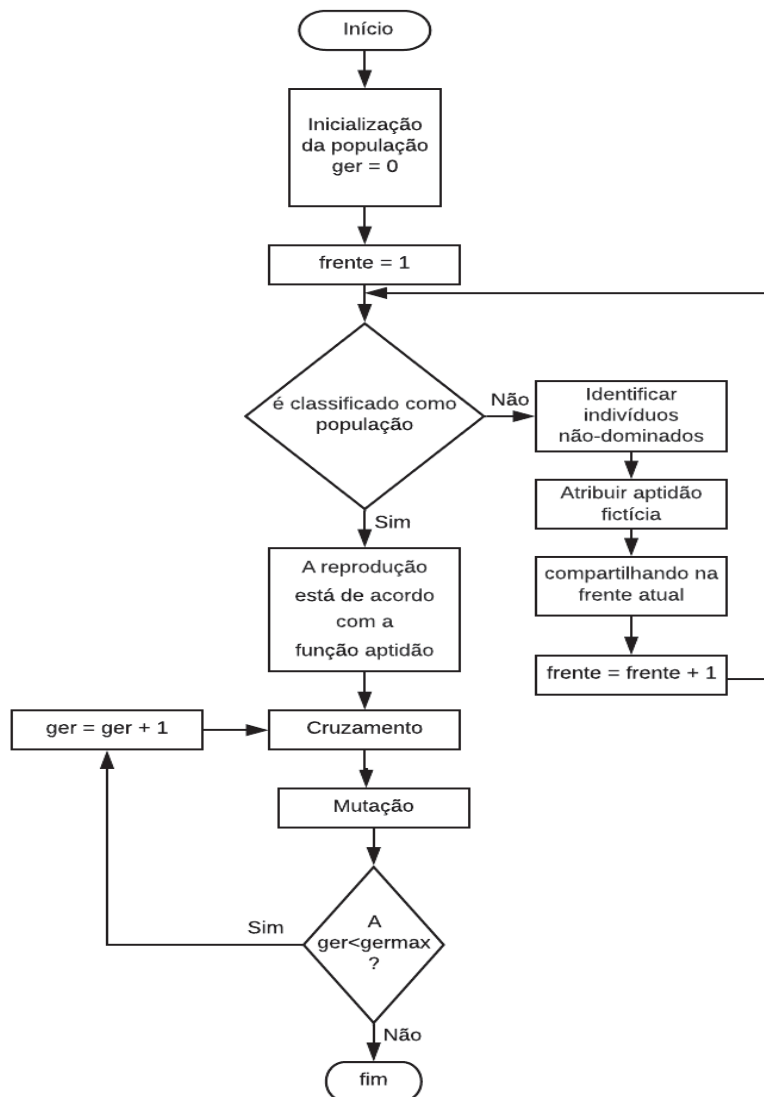 Início
Inicialização
da população
ger = 0
frente = 1
é classificado como
população
Não
Identificar
indivíduos
não-dominados
Atribuir aptidão
fictícia
compartilhando na
frente atual
frente = frente + 1
Sim
A reprodução
está de acordo
com a
função aptidão
ger = ger + 1
Cruzamento
Mutação
Sim
A
ger<germax
?
Não
fim